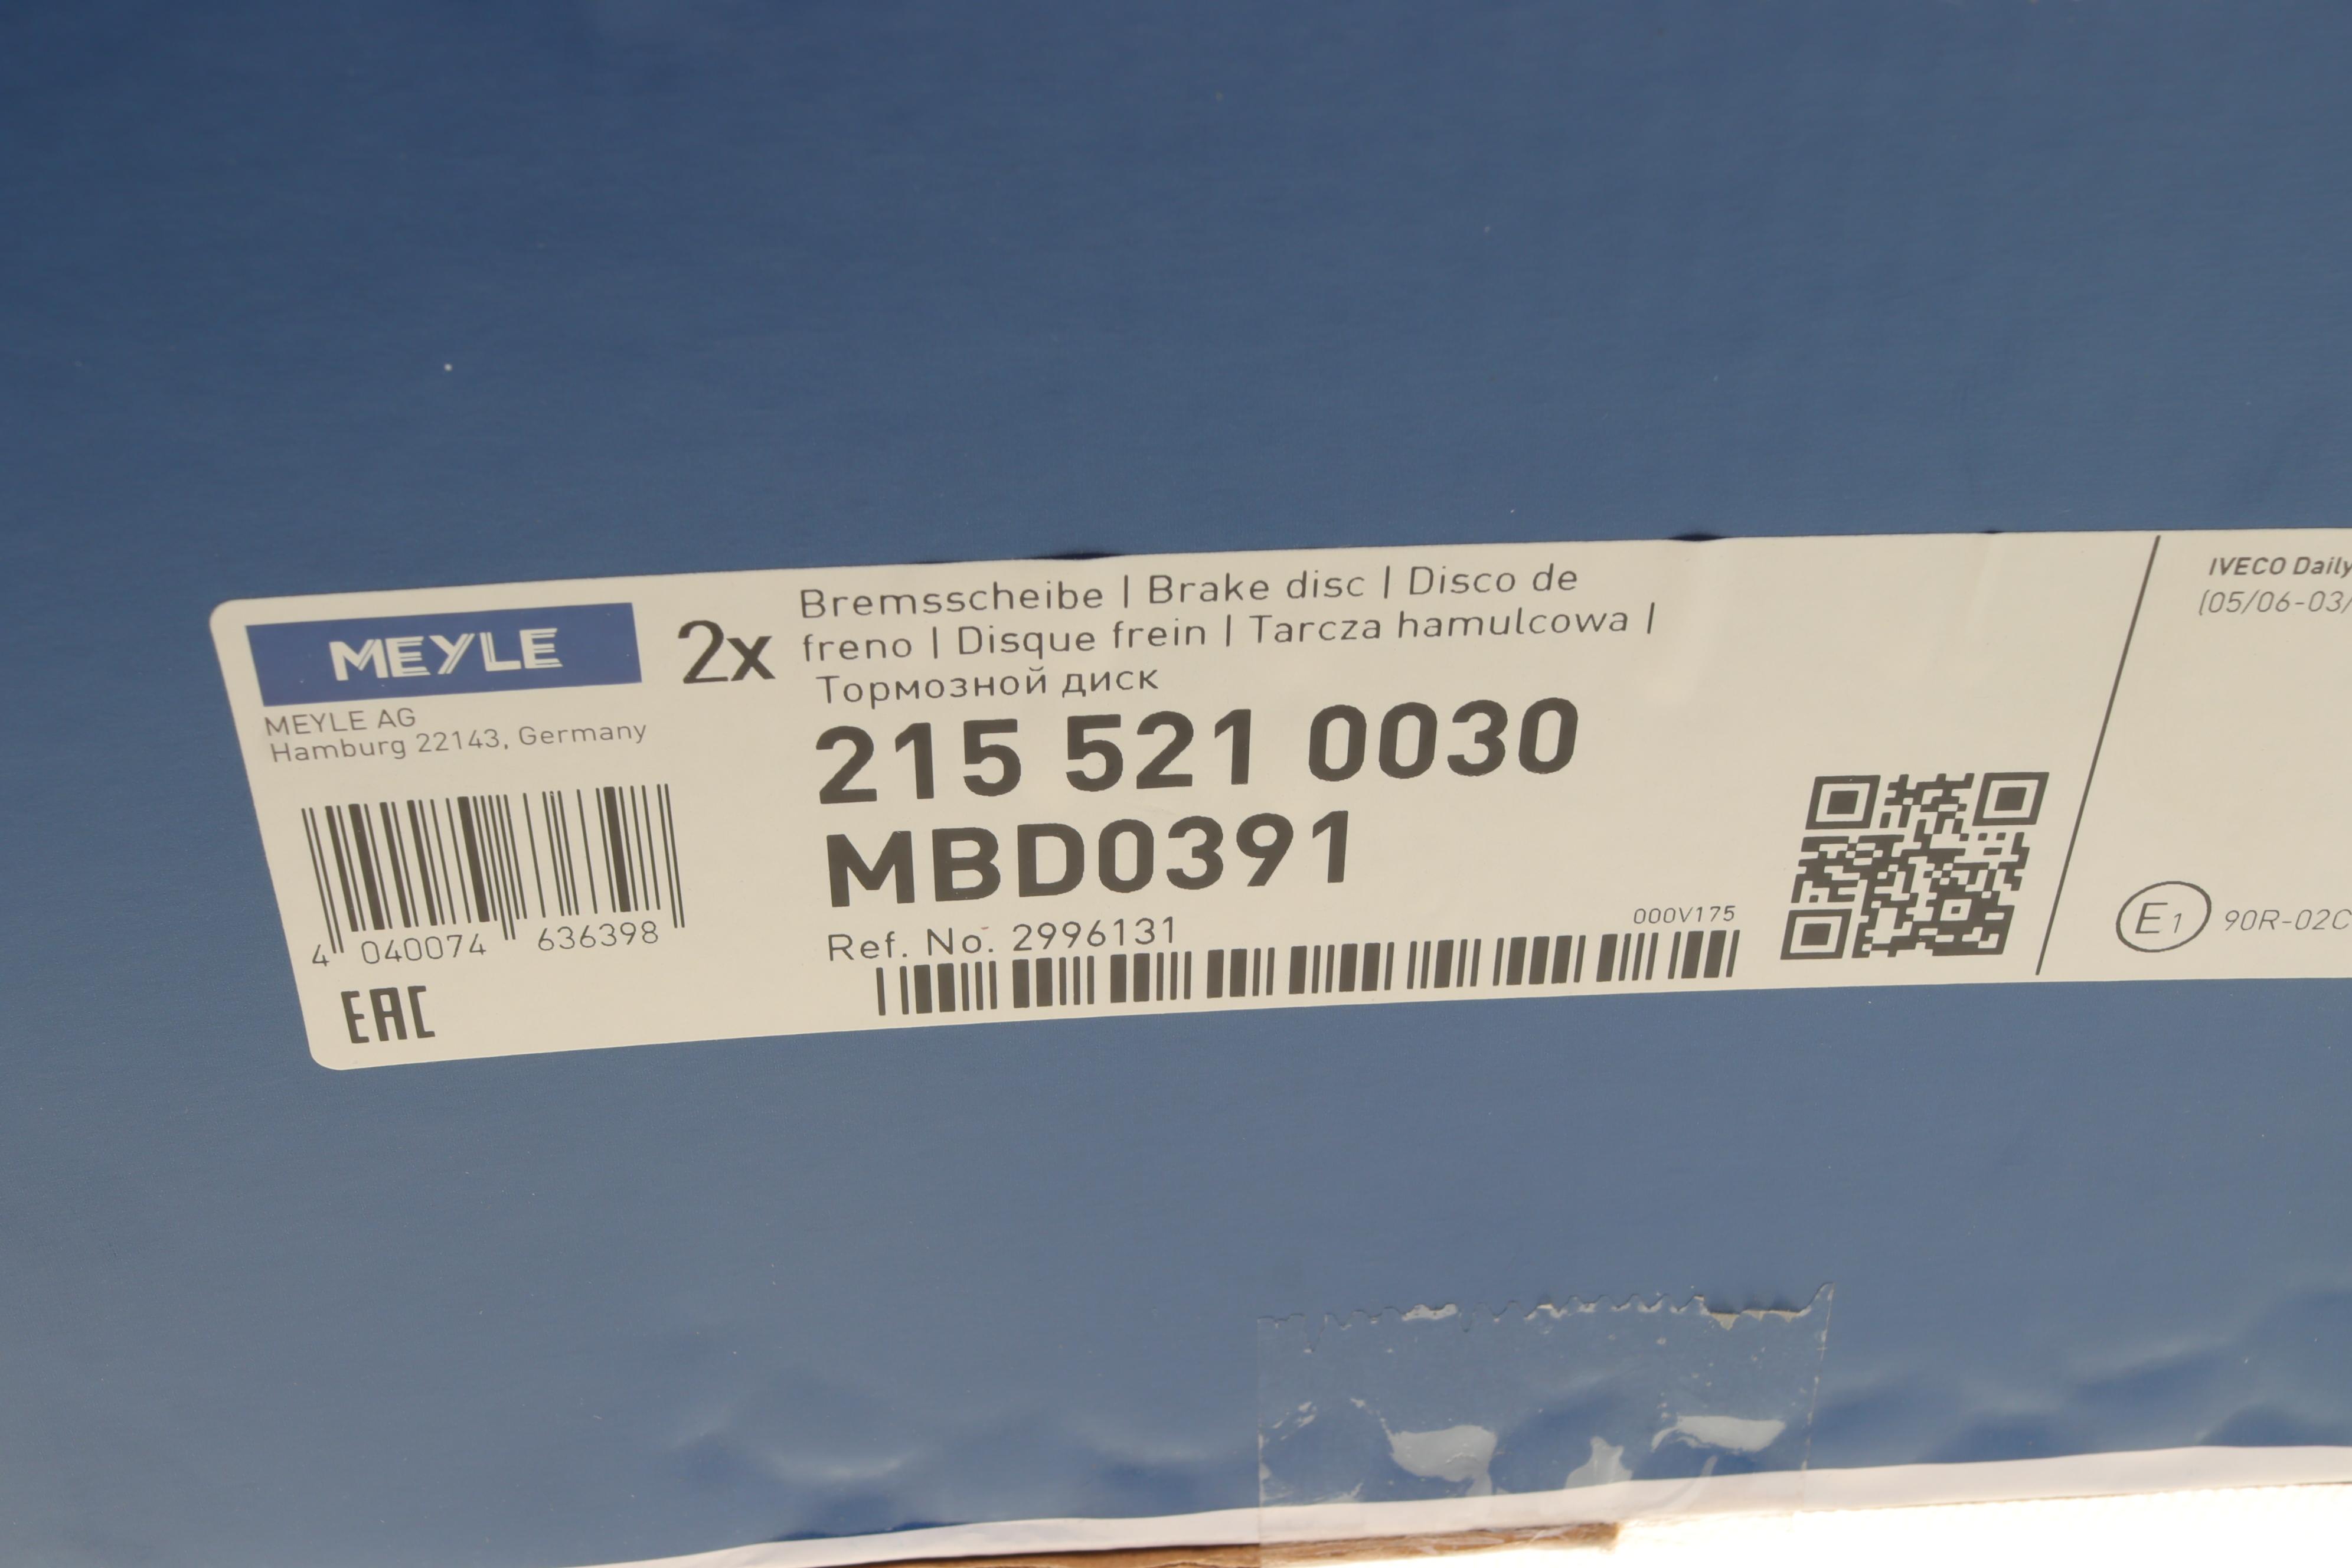 MEYLE
MEYLE AG
Hamburg 22143, Germany
4 040074 636398
EAC
2x
Bremsscheibe | Brake disc | Disco de
freno | Disque frein | Tarcza hamulcowa |
Тормозной диск
215 521 0030
MBD0391
Ref. No. 2996131
000V175
IVECO Daily
(05/06-03/
E1 90R-02C